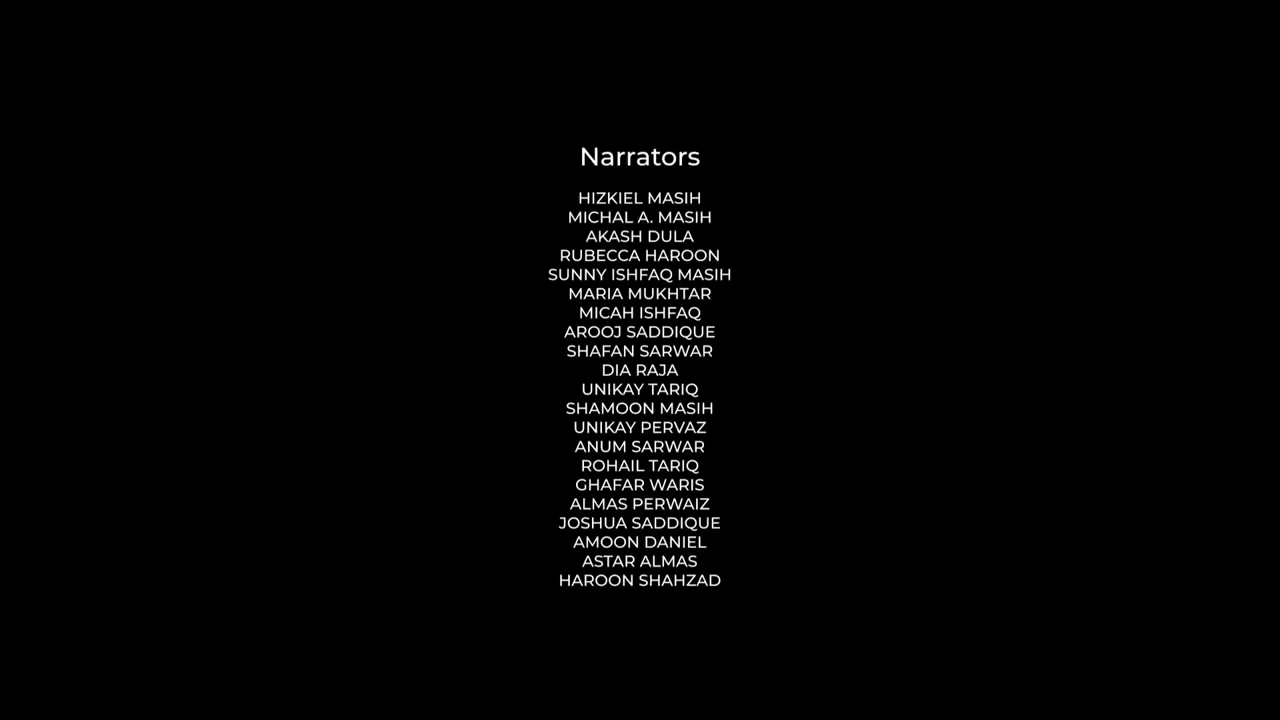 Narrators
HIZKIEL MASIH
MICHAL A. MASIH
AKASH DULA
RUBECCA HAROON
SUNNY ISHFAQ MASIH
MARIA MUKHTAR
MICAH ISHFAQ
AROOJ SADDIQUE
SHAFAN SARWAR
DIA RAJA
UNIKAY TARIQ
SHAMOON MASIH
UNIKAY PERVAZ
ANUM SARWAR
ROHAIL TARIQ
GHAFAR WARIS
ALMAS PERWAIZ
JOSHUA SADDIQUE
AMOON DANIEL
ASTAR ALMAS
HAROON SHAHZAD